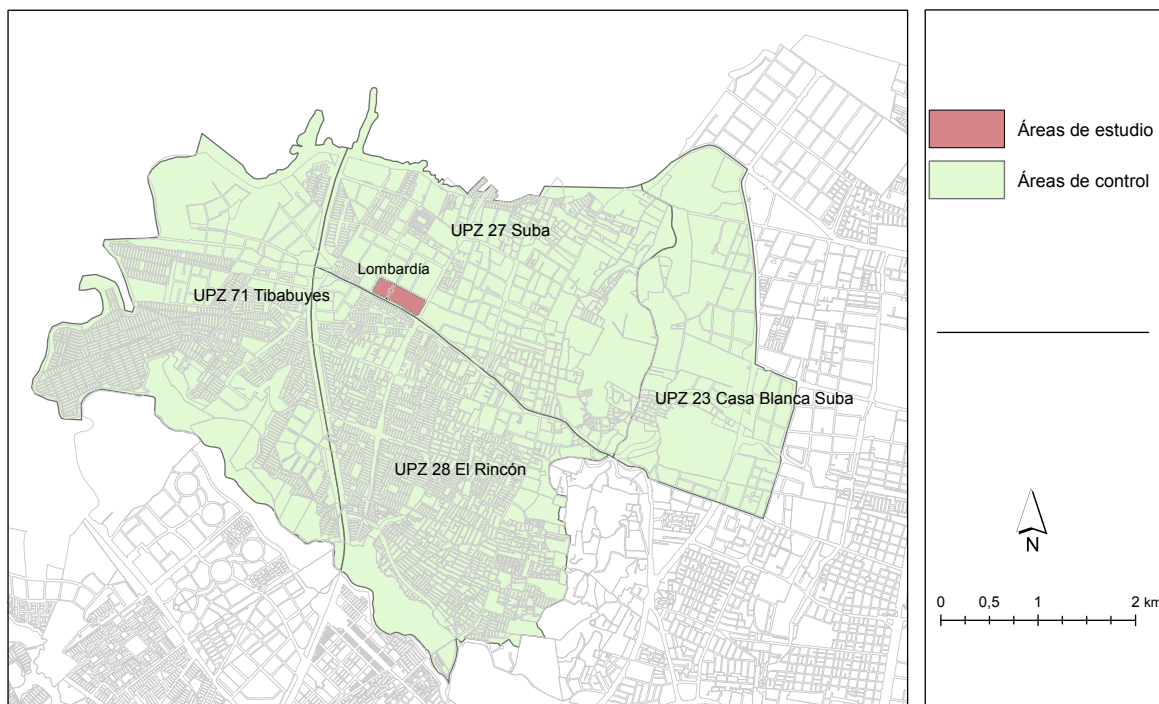 UPZ 27 Suba
Lombardía
UPZ 71 Tibabuyes
UPZ 23 Casa Blanca Suba
UPZ 28 El Rincón
Áreas de estudio
Áreas de control
N
0 0,5 1 2 km